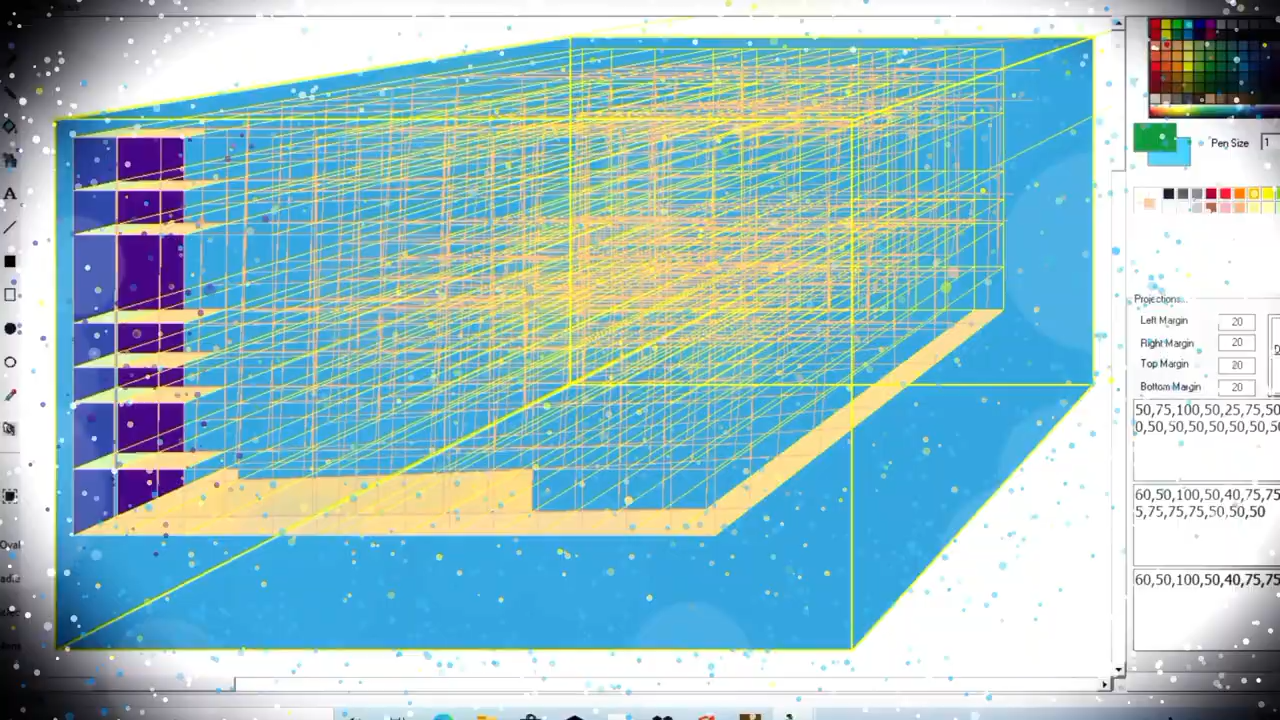 A
Pen Size 1
Oval
Projections...
Left Margin 20
Right Margin 20
Top Margin 20
Bottom Margin 20
50,75,100,50,25,75,50
0,50,50,50,50,50,50,50
60,50,100,50,40,75,75
5,75,75,75,50,50,50
60,50,100,50,40,75,75